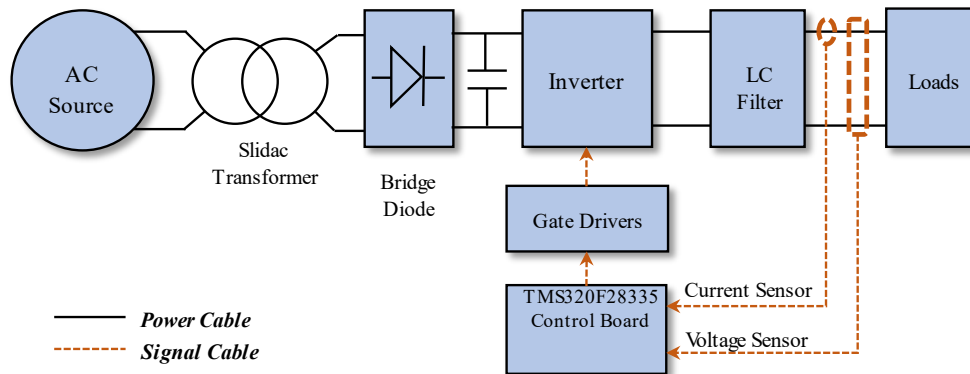 AC
Source
Slidac
Transformer
Bridge
Diode
Inverter
LC
Filter
Loads
Gate Drivers
TMS320F28335
Control Board
Current Sensor
Voltage Sensor
Power Cable
Signal Cable